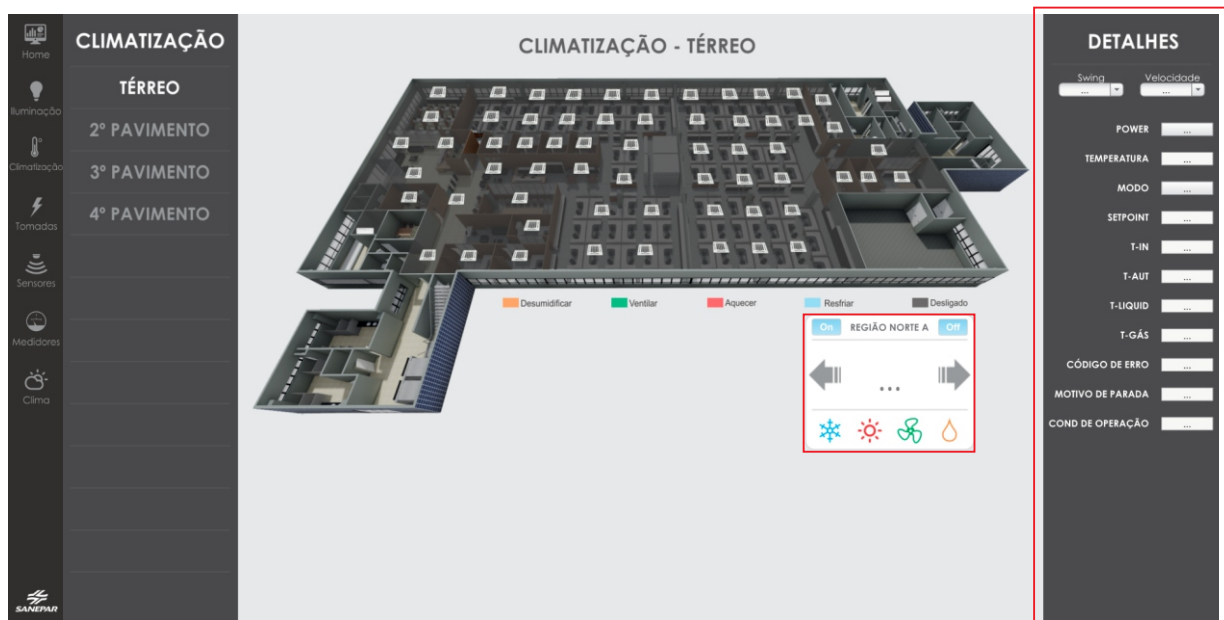 Home
Iluminação
Climatização
Tomadas
Sensores
Medidores
Clima
SANEPAR
CLIMATIZAÇÃO
TÉRREO
2º PAVIMENTO
3º PAVIMENTO
4º PAVIMENTO
CLIMATIZAÇÃO - TÉRREO
Desumidificar Ventilar Aquecer Resfriar Desligado
On REGIÃO NORTE A Off
...
DETALHES
Swing Velocidade
... ...
POWER ...
TEMPERATURA ...
MODO ...
SETPOINT ...
T-IN ...
T-AUT ...
T-LIQUID ...
T-GÁS ...
CÓDIGO DE ERRO ...
MOTIVO DE PARADA ...
COND DE OPERAÇÃO ...